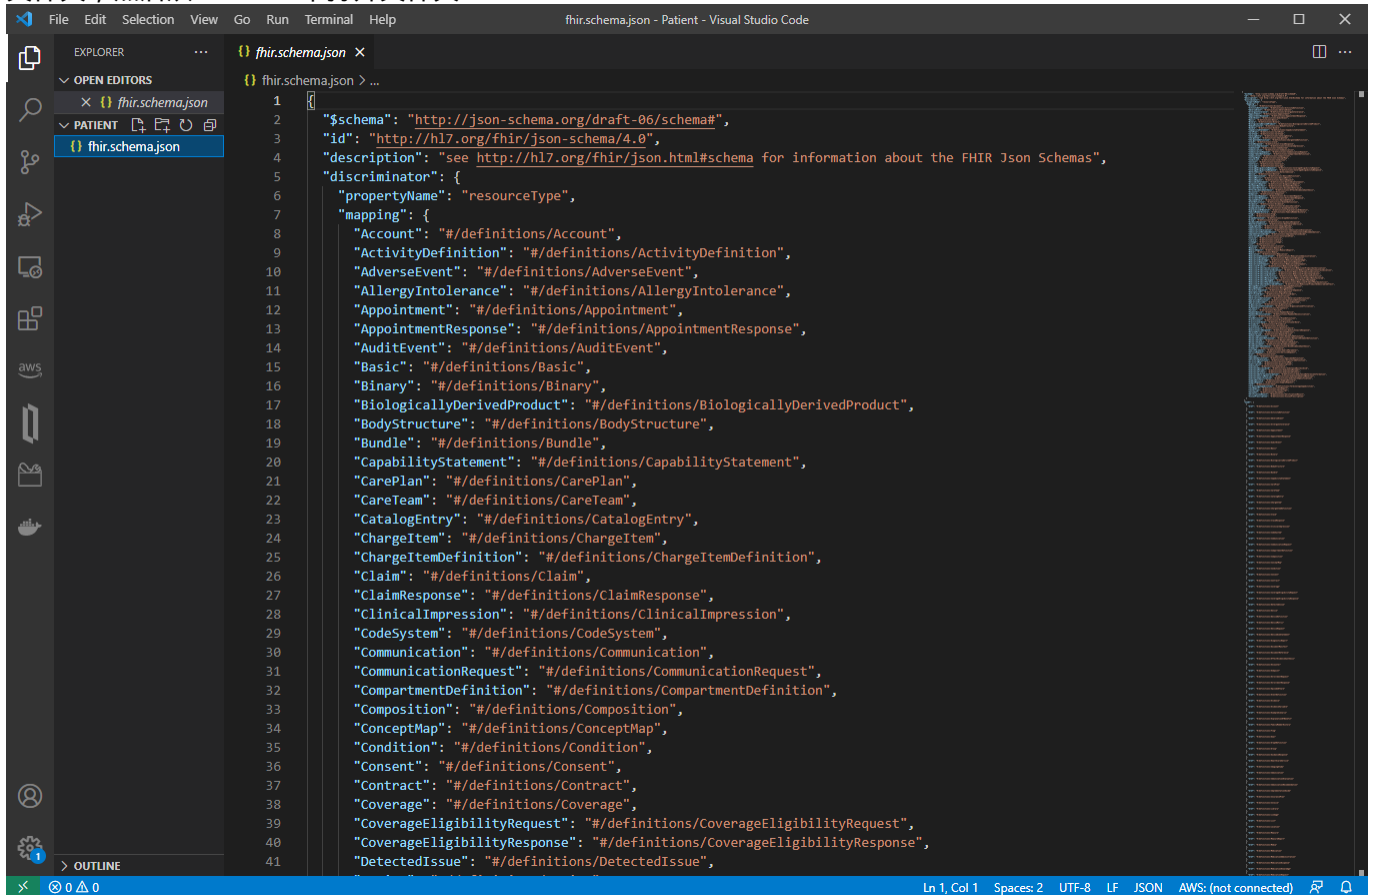 File Edit Selection View Go Run Terminal Help
fhir.schema.json - Patient - Visual Studio Code
EXPLORER
OPEN EDITORS
fhir.schema.json
PATIENT
{} fhir.schema.json
OUTLINE
aws
1
{} fhir.schema.json
{} fhir.schema.json > ...
1 {
2 "$schema": "http://json-schema.org/draft-06/schema#",
3 "id": "http://hl7.org/fhir/json-schema/4.0",
4 "description": "see http://hl7.org/fhir/json.html#schema for information about the FHIR Json Schemas",
5 "discriminator": {
6 "propertyName": "resourceType",
7 "mapping": {
8 "Account": "#/definitions/Account",
9 "ActivityDefinition": "#/definitions/ActivityDefinition",
10 "AdverseEvent": "#/definitions/AdverseEvent",
11 "AllergyIntolerance": "#/definitions/AllergyIntolerance",
12 "Appointment": "#/definitions/Appointment",
13 "AppointmentResponse": "#/definitions/AppointmentResponse",
14 "AuditEvent": "#/definitions/AuditEvent",
15 "Basic": "#/definitions/Basic",
16 "Binary": "#/definitions/Binary",
17 "BiologicallyDerivedProduct": "#/definitions/BiologicallyDerivedProduct",
18 "BodyStructure": "#/definitions/BodyStructure",
19 "Bundle": "#/definitions/Bundle",
20 "CapabilityStatement": "#/definitions/CapabilityStatement",
21 "CarePlan": "#/definitions/CarePlan",
22 "CareTeam": "#/definitions/CareTeam",
23 "CatalogEntry": "#/definitions/CatalogEntry",
24 "ChargeItem": "#/definitions/ChargeItem",
25 "ChargeItemDefinition": "#/definitions/ChargeItemDefinition",
26 "Claim": "#/definitions/Claim",
27 "ClaimResponse": "#/definitions/ClaimResponse",
28 "ClinicalImpression": "#/definitions/ClinicalImpression",
29 "CodeSystem": "#/definitions/CodeSystem",
30 "Communication": "#/definitions/Communication",
31 "CommunicationRequest": "#/definitions/CommunicationRequest",
32 "CompartmentDefinition": "#/definitions/CompartmentDefinition",
33 "Composition": "#/definitions/Composition",
34 "ConceptMap": "#/definitions/ConceptMap",
35 "Condition": "#/definitions/Condition",
36 "Consent": "#/definitions/Consent",
37 "Contract": "#/definitions/Contract",
38 "Coverage": "#/definitions/Coverage",
39 "CoverageEligibilityRequest": "#/definitions/CoverageEligibilityRequest",
40 "CoverageEligibilityResponse": "#/definitions/CoverageEligibilityResponse",
41 "DetectedIssue": "#/definitions/DetectedIssue",
0 0 Ln 1, Col 1 Spaces: 2 UTF-8 LF JSON AWS: (not connected)